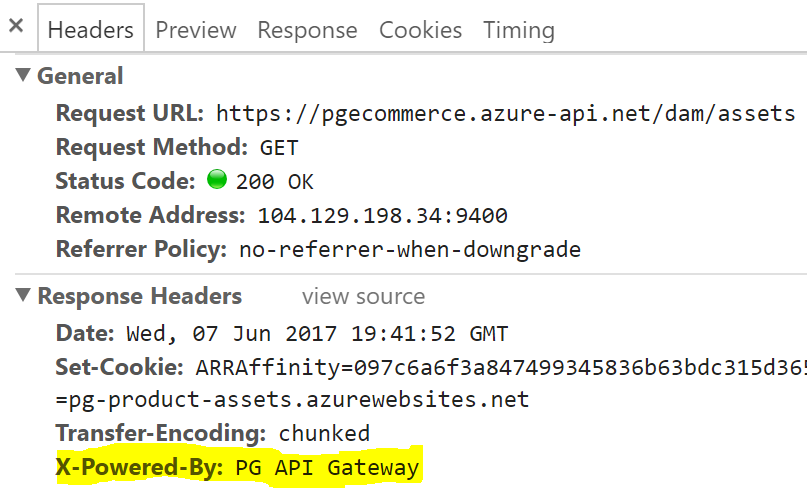 × Headers Preview Response Cookies Timing
▼ General
Request URL: https://pgecommerce.azure-api.net/dam/assets
Request Method: GET
Status Code: 200 OK
Remote Address: 104.129.198.34:9400
Referrer Policy: no-referrer-when-downgrade
▼ Response Headers view source
Date: Wed, 07 Jun 2017 19:41:52 GMT
Set-Cookie: ARRAffinity=097c6a6f3a847499345836b63bdc315d365
=pg-product-assets.azurewebsites.net
Transfer-Encoding: chunked
X-Powered-By: PG API Gateway